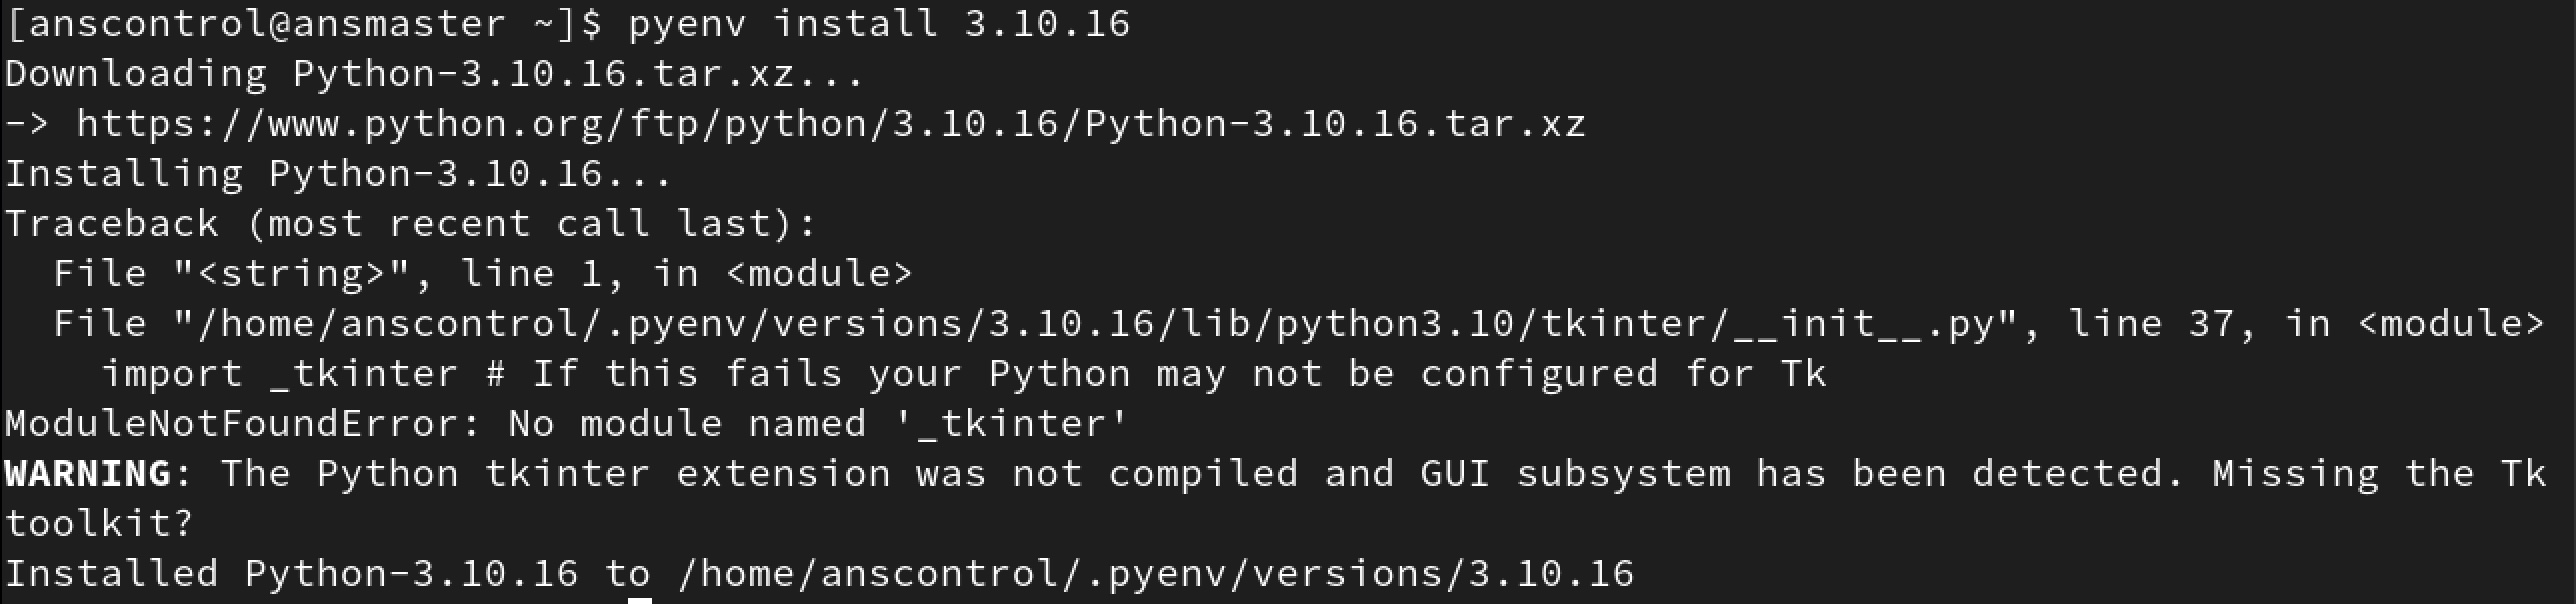 [anscontrol@ansmaster ~]$ pyenv install 3.10.16
Downloading Python-3.10.16.tar.xz...
-> https://www.python.org/ftp/python/3.10.16/Python-3.10.16.tar.xz
Installing Python-3.10.16...
Traceback (most recent call last):
  File "<string>", line 1, in <module>
  File "/home/anscontrol/.pyenv/versions/3.10.16/lib/python3.10/tkinter/__init__.py", line 37, in <module>
    import _tkinter # If this fails your Python may not be configured for Tk
ModuleNotFoundError: No module named '_tkinter'
WARNING: The Python tkinter extension was not compiled and GUI subsystem has been detected. Missing the Tk
toolkit?
Installed Python-3.10.16 to /home/anscontrol/.pyenv/versions/3.10.16